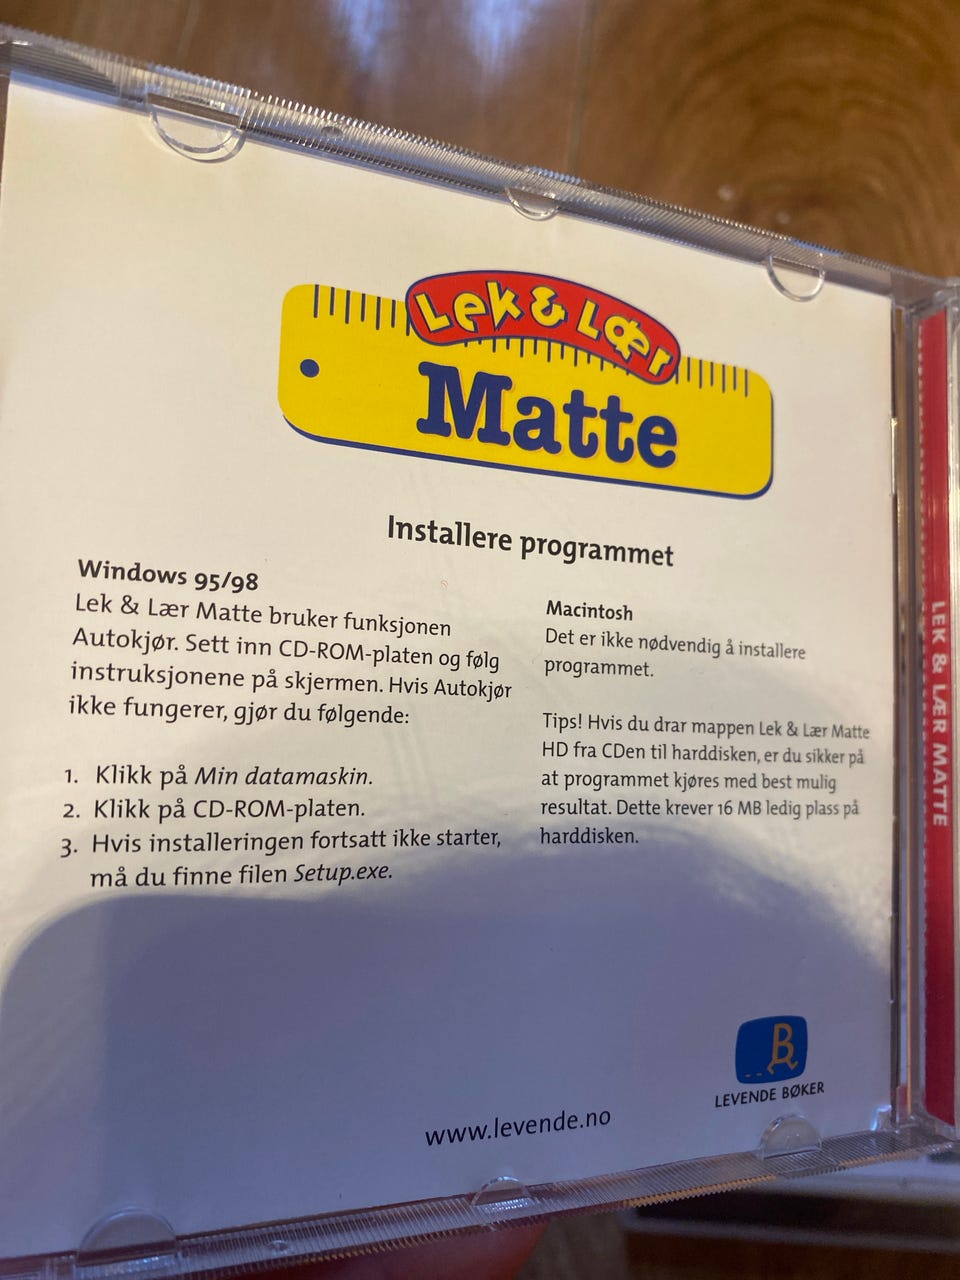 Lek & Lær
Matte
Installere programmet
Windows 95/98
Lek & Lær Matte bruker funksjonen
Autokjør. Sett inn CD-ROM-platen og følg
instruksjonene på skjermen. Hvis Autokjør
ikke fungerer, gjør du følgende:
1. Klikk på Min datamaskin.
2. Klikk på CD-ROM-platen.
3. Hvis installeringen fortsatt ikke starter,
må du finne filen Setup.exe.
Macintosh
Det er ikke nødvendig å installere
programmet.
Tips! Hvis du drar mappen Lek & Lær Matte
HD fra CDen til harddisken, er du sikker på
at programmet kjøres med best mulig
resultat. Dette krever 16 MB ledig plass på
harddisken.
B
LEVENDE BØKER
www.levende.no
LEK & LÆR MATTE